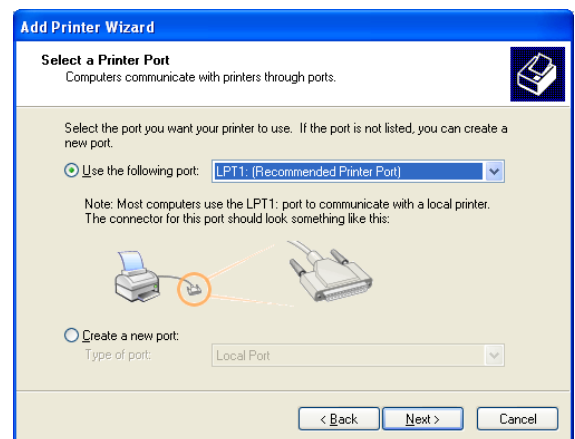 Add Printer Wizard
Select a Printer Port
Computers communicate with printers through ports.
Select the port you want your printer to use. If the port is not listed, you can create a
new port.
Use the following port: LPT1: (Recommended Printer Port)
Note: Most computers use the LPT1: port to communicate with a local printer.
The connector for this port should look something like this:
Create a new port:
Type of port: Local Port
< Back Next > Cancel